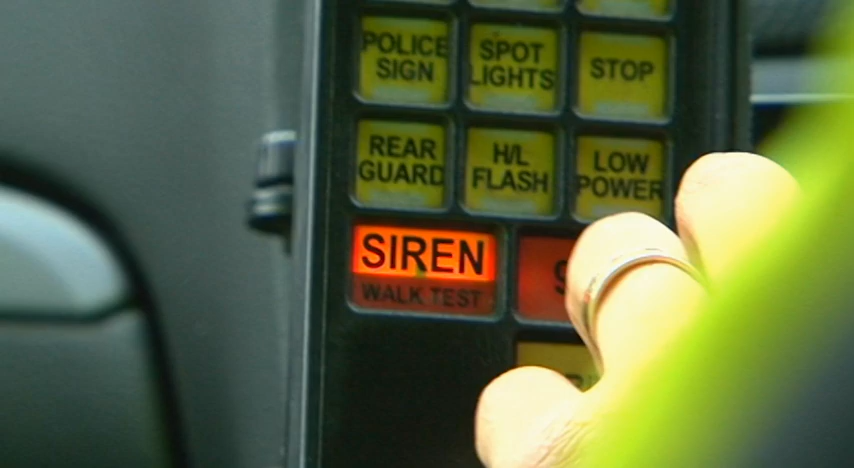 POLICE
SIGN
SPOT
LIGHTS
STOP
REAR
GUARD
H/L
FLASH
LOW
POWER
SIREN
WALK TEST